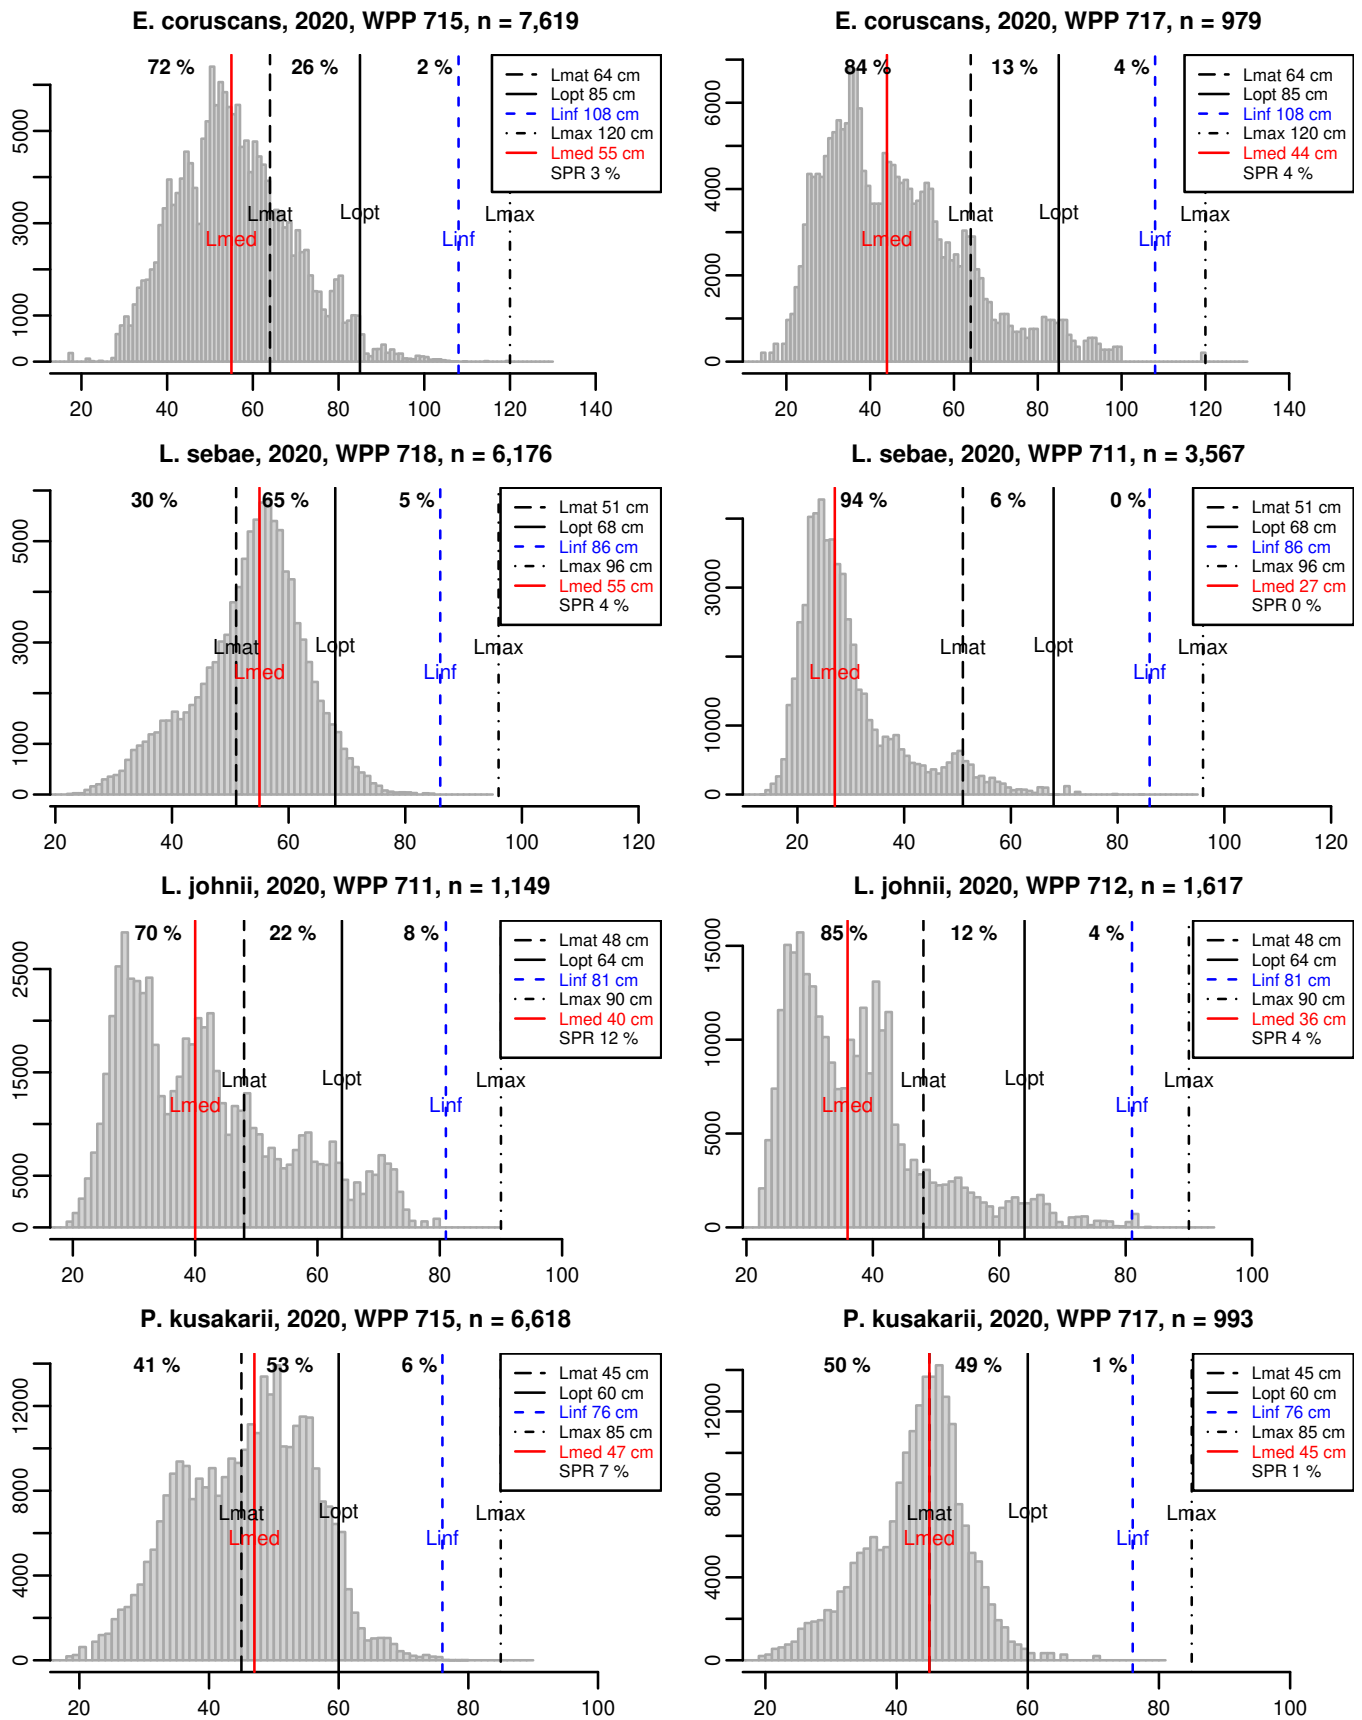 E. coruscans, 2020, WPP 715, n = 7,619
72 % 26 % 2 %
Lmat 64 cm
Lopt 85 cm
Linf 108 cm
Lmax 120 cm
Lmed 55 cm
SPR 3 %
Lmat Lopt Lmax
Lmed Linf
0 1000 3000 5000
20 40 60 80 100 120 140
E. coruscans, 2020, WPP 717, n = 979
84 % 13 % 4 %
Lmat 64 cm
Lopt 85 cm
Linf 108 cm
Lmax 120 cm
Lmed 44 cm
SPR 4 %
Lmat Lopt Lmax
Lmed Linf
0 2000 4000 6000
20 40 60 80 100 120 140
L. sebae, 2020, WPP 718, n = 6,176
30 % 65 % 5 %
Lmat 51 cm
Lopt 68 cm
Linf 86 cm
Lmax 96 cm
Lmed 55 cm
SPR 4 %
Lmat Lopt Lmax
Lmed Linf
0 1000 3000 5000
20 40 60 80 100 120
L. sebae, 2020, WPP 711, n = 3,567
94 % 6 % 0 %
Lmat 51 cm
Lopt 68 cm
Linf 86 cm
Lmax 96 cm
Lmed 27 cm
SPR 0 %
Lmat Lopt Lmax
Lmed Linf
0 10000 30000
20 40 60 80 100 120
L. johnii, 2020, WPP 711, n = 1,149
70 % 22 % 8 %
Lmat 48 cm
Lopt 64 cm
Linf 81 cm
Lmax 90 cm
Lmed 40 cm
SPR 12 %
Lmat Lopt Lmax
Lmed Linf
0 5000 15000 25000
20 40 60 80 100
L. johnii, 2020, WPP 712, n = 1,617
85 % 12 % 4 %
Lmat 48 cm
Lopt 64 cm
Linf 81 cm
Lmax 90 cm
Lmed 36 cm
SPR 4 %
Lmat Lopt Lmax
Lmed Linf
0 5000 10000 15000
20 40 60 80 100
P. kusakarii, 2020, WPP 715, n = 6,618
41 % 53 % 6 %
Lmat 45 cm
Lopt 60 cm
Linf 76 cm
Lmax 85 cm
Lmed 47 cm
SPR 7 %
Lmat Lopt Lmax
Lmed Linf
0 4000 8000 12000
20 40 60 80 100
P. kusakarii, 2020, WPP 717, n = 993
50 % 49 % 1 %
Lmat 45 cm
Lopt 60 cm
Linf 76 cm
Lmax 85 cm
Lmed 45 cm
SPR 1 %
Lmat Lopt Lmax
Lmed Linf
0 4000 8000 12000
20 40 60 80 100